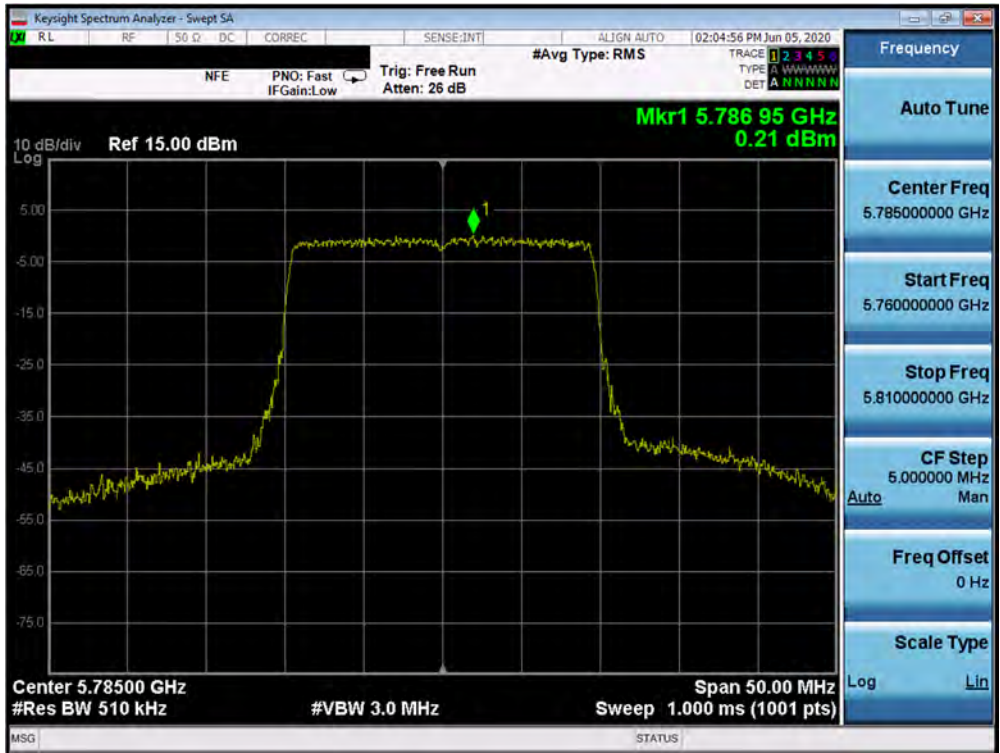 Keysight Spectrum Analyzer - Swept SA
LXI RL RF 50 Ω DC CORREC SENSE:INT ALIGN AUTO 02:04:56 PM Jun 05, 2020
NFE PNO: Fast IFGain:Low
Trig: Free Run
Atten: 26 dB
#Avg Type: RMS
TRACE 1 2 3 4 5 6
TYPE A WWWWW
DET A N N N N N
Mkr1 5.786 95 GHz
0.21 dBm
10 dB/div Ref 15.00 dBm
Log
1
5.00
-5.00
-15.0
-25.0
-35.0
-45.0
-55.0
-65.0
-75.0
Center 5.78500 GHz Span 50.00 MHz
#Res BW 510 kHz #VBW 3.0 MHz Sweep 1.000 ms (1001 pts)
MSG STATUS
Frequency
Auto Tune
Center Freq
5.785000000 GHz
Start Freq
5.760000000 GHz
Stop Freq
5.810000000 GHz
CF Step
5.000000 MHz
Auto Man
Freq Offset
0 Hz
Scale Type
Log Lin